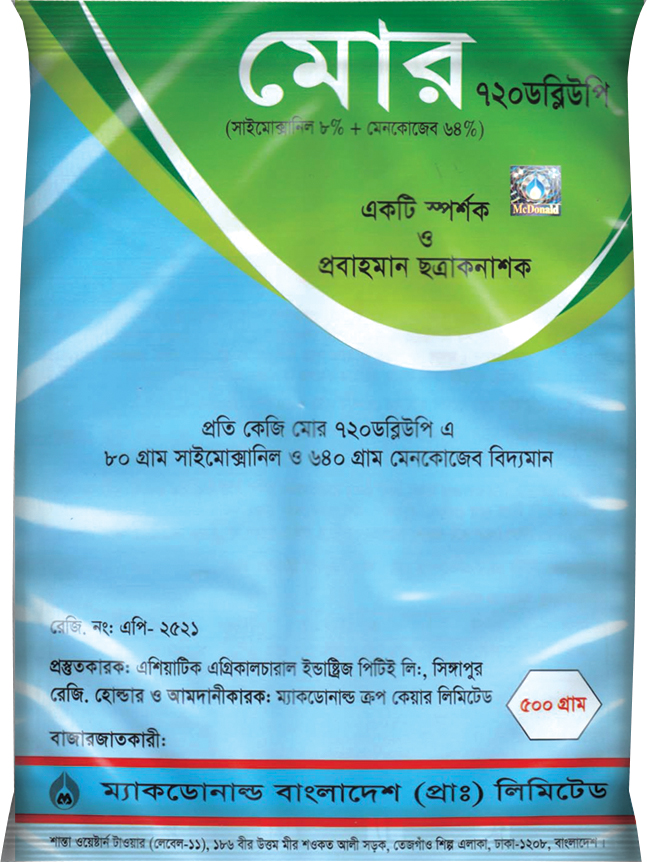 মোর ৭২০ডব্লিউপি
(সাইমোক্সানিল ৮% + মেনকোজেব ৬৪%)
McDonald
একটি স্পর্শক
ও
প্রবাহমান ছত্রাকনাশক
প্রতি কেজি মোর ৭২০ডব্লিউপি এ
৮০ গ্রাম সাইমোক্সানিল ও ৬৪০ গ্রাম মেনকোজেব বিদ্যমান
রেজি. নং: এপি- ২৫২১
প্রস্তুতকারক: এশিয়াটিক এগ্রিকালচারাল ইন্ডাষ্ট্রিজ পিটিই লি:, সিঙ্গাপুর
রেজি. হোল্ডার ও আমদানীকারক: ম্যাকডোনাল্ড ক্রপ কেয়ার লিমিটেড
৫০০ গ্রাম
বাজারজাতকারী:
ম্যাকডোনাল্ড বাংলাদেশ (প্রাঃ) লিমিটেড
শান্তা ওয়েষ্টার্ন টাওয়ার (লেবেল-১১), ১৮৬ বীর উত্তম মীর শওকত আলী সড়ক, তেজগাঁও শিল্প এলাকা, ঢাকা-১২০৮, বাংলাদেশ।